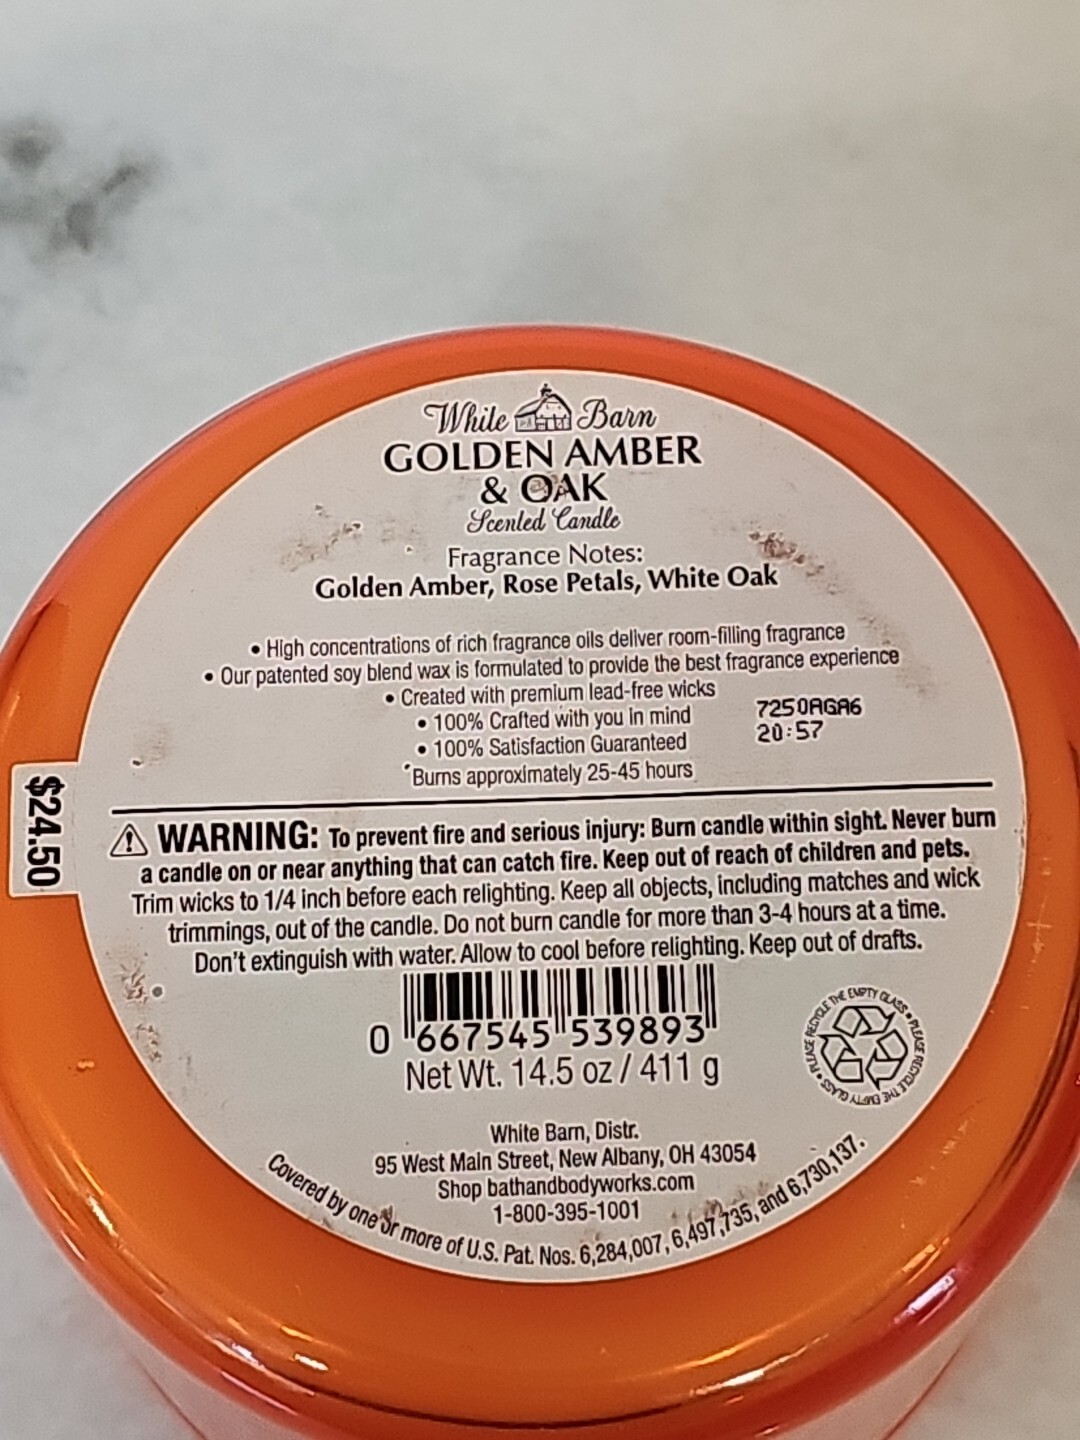 White Barn
GOLDEN AMBER
& OAK
Scented Candle
Fragrance Notes:
Golden Amber, Rose Petals, White Oak
• High concentrations of rich fragrance oils deliver room-filling fragrance
• Our patented soy blend wax is formulated to provide the best fragrance experience
• Created with premium lead-free wicks
• 100% Crafted with you in mind
• 100% Satisfaction Guaranteed
*Burns approximately 25-45 hours
7250AGA6
20:57
$24.50
⚠ WARNING: To prevent fire and serious injury: Burn candle within sight. Never burn
a candle on or near anything that can catch fire. Keep out of reach of children and pets.
Trim wicks to 1/4 inch before each relighting. Keep all objects, including matches and wick
trimmings, out of the candle. Do not burn candle for more than 3-4 hours at a time.
Don't extinguish with water. Allow to cool before relighting. Keep out of drafts.
0 667545 539893
Net Wt. 14.5 oz / 411 g
PLEASE RECYCLE THE EMPTY GLASS • PLEASE RECYCLE THE EMPTY GLASS •
White Barn, Distr.
95 West Main Street, New Albany, OH 43054
Shop bathandbodyworks.com
1-800-395-1001
Covered by one or more of U.S. Pat. Nos. 6,284,007, 6,497,735, and 6,730,137.